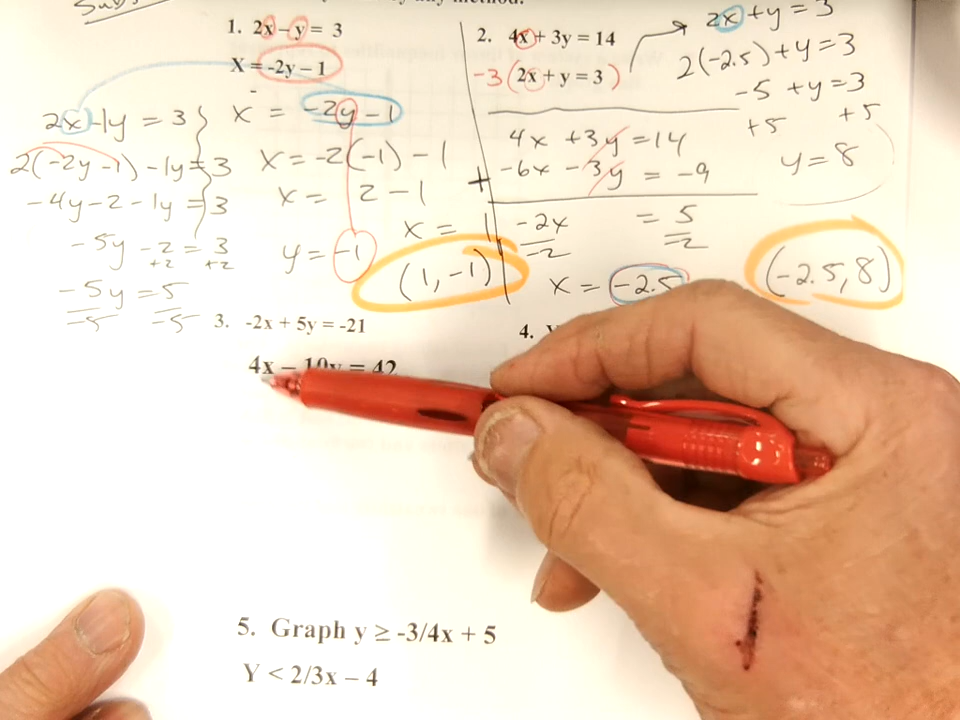 method.
1. 2x – y = 3
X = -2y – 1
2x - 1y = 3
2(-2y - 1) - 1y = 3
-4y - 2 - 1y = 3
-5y - 2 = 3
+2 +2
-5y = 5
-5 -5
x = -2y - 1
x = -2(-1) - 1
x = 2 - 1
x = 1
y = -1
(1, -1)
2. 4x + 3y = 14
-3(2x + y = 3)
4x + 3y = 14
+ -6x - 3y = -9
-2x = 5
-2 -2
x = -2.5
2x + y = 3
2(-2.5) + y = 3
-5 + y = 3
+5 +5
y = 8
(-2.5, 8)
3. -2x + 5y = -21
4x – 10y = 42
4.
5. Graph y ≥ -3/4x + 5
Y < 2/3x – 4